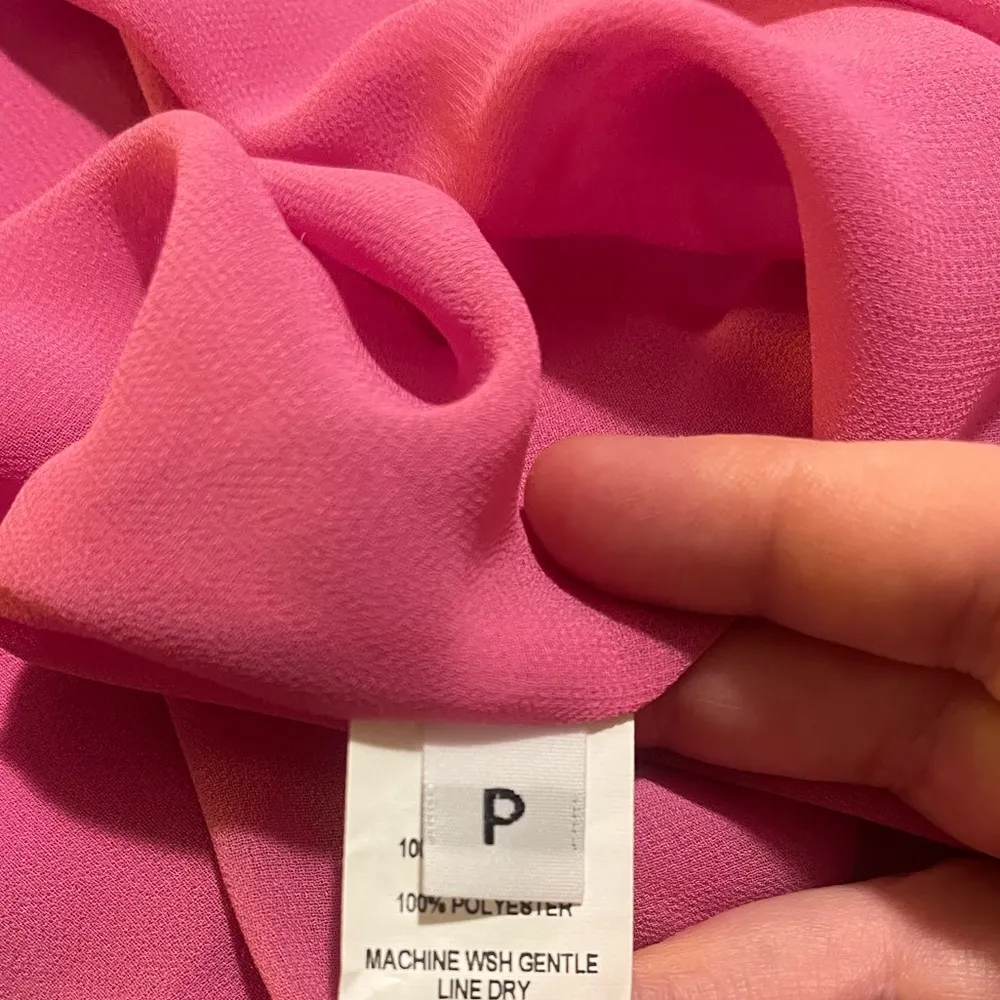 P
100% POLYESTER
MACHINE WSH GENTLE
LINE DRY